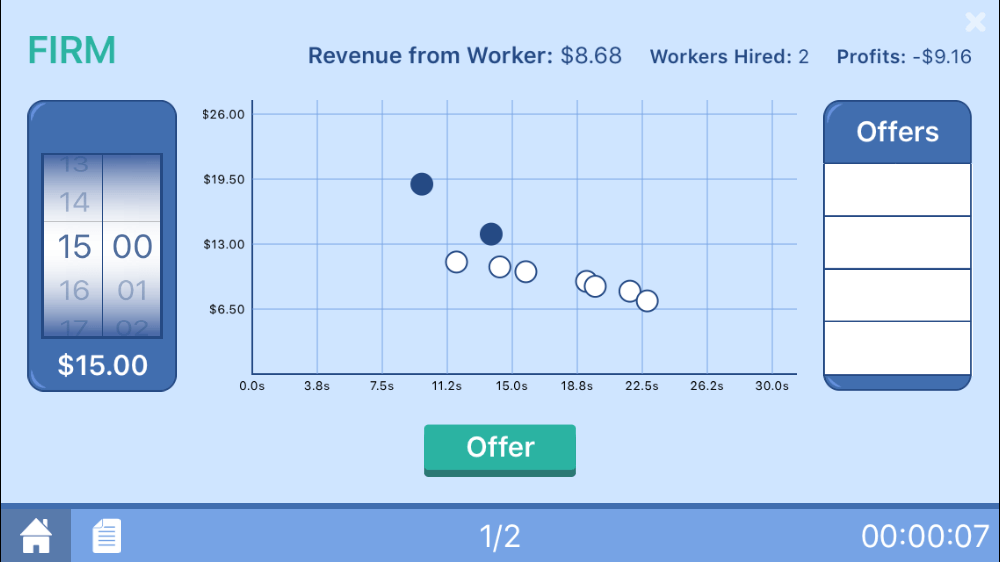 FIRM
Revenue from Worker: $8.68 Workers Hired: 2 Profits: -$9.16
13
14
15 00
16 01
17 02
$15.00
$26.00
$19.50
$13.00
$6.50
0.0s 3.8s 7.5s 11.2s 15.0s 18.8s 22.5s 26.2s 30.0s
Offers
Offer
1/2
00:00:07